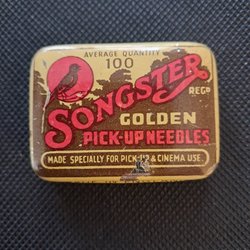 AVERAGE QUANTITY
100
SONGSTER
REGD
GOLDEN
PICK-UP NEEDLES
MADE SPECIALLY FOR PICK-UP & CINEMA USE